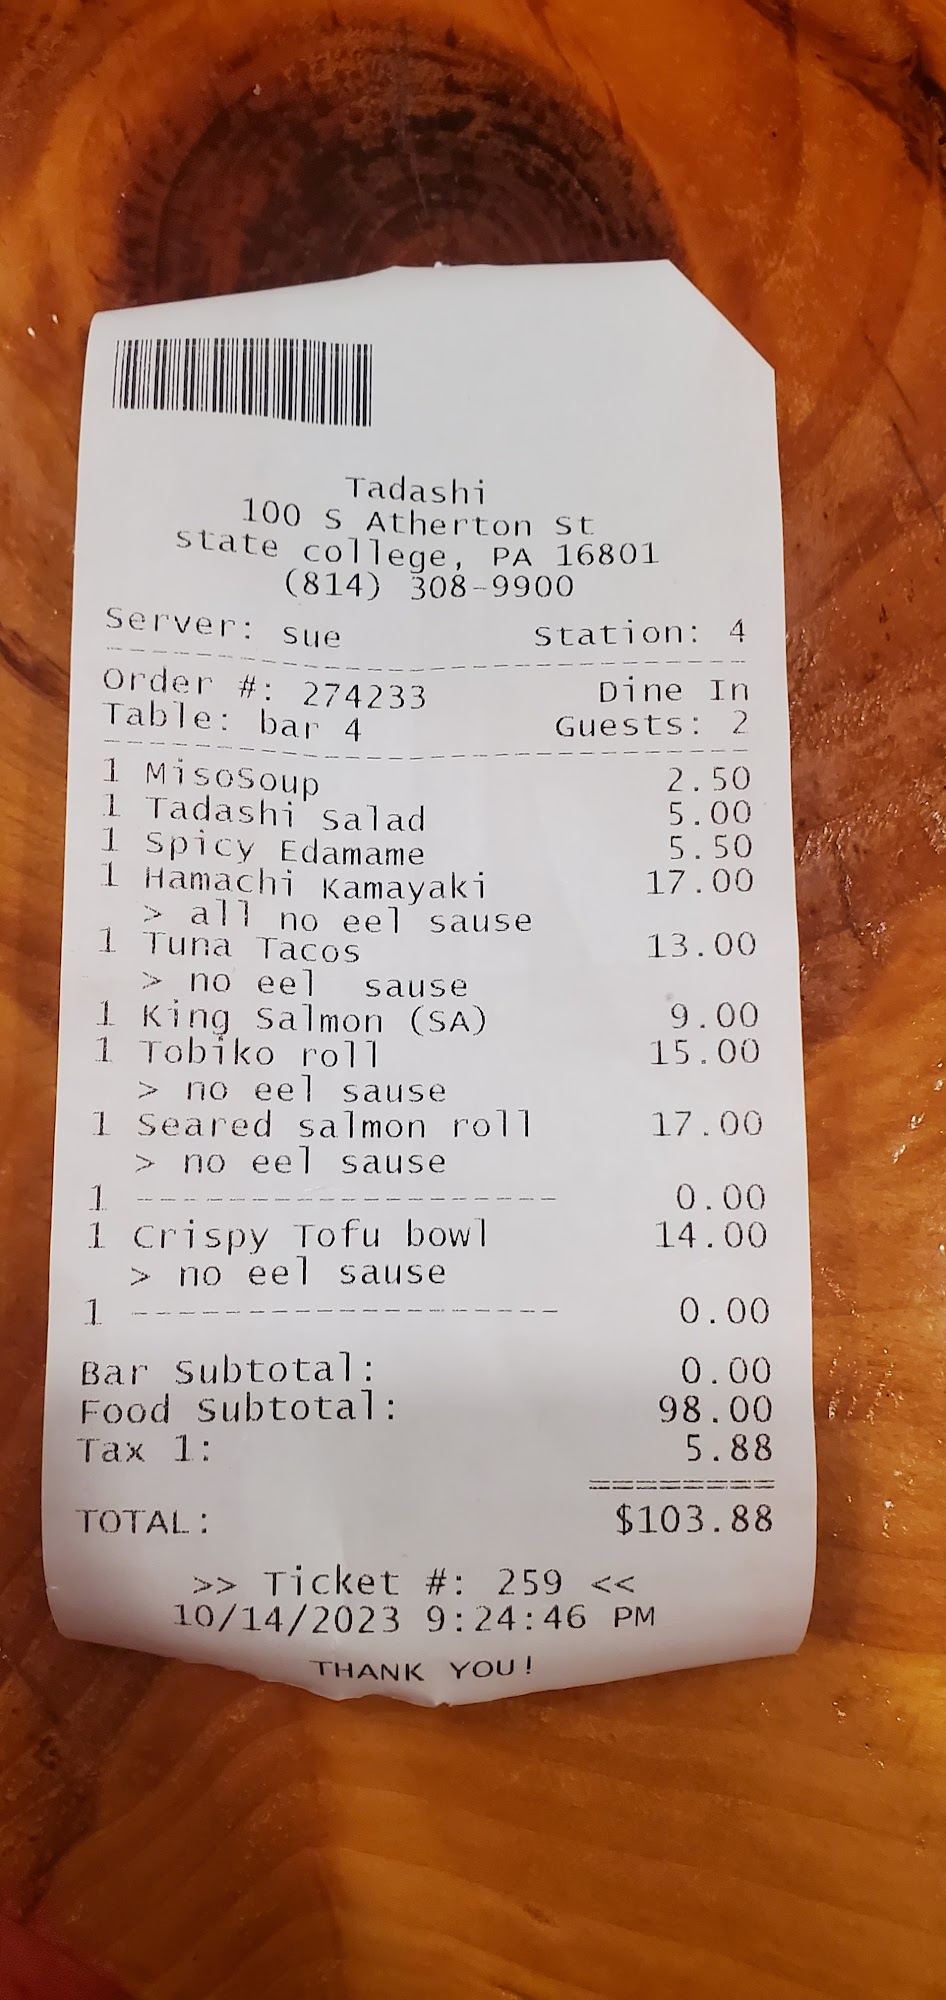 Tadashi
100 S Atherton St
state college, PA 16801
(814) 308-9900
Server: sue Station: 4
Order #: 274233 Dine In
Table: bar 4 Guests: 2
1 MisoSoup 2.50
1 Tadashi Salad 5.00
1 Spicy Edamame 5.50
1 Hamachi Kamayaki 17.00
> all no eel sause
1 Tuna Tacos 13.00
> no eel sause
1 King Salmon (SA) 9.00
1 Tobiko roll 15.00
> no eel sause
1 Seared salmon roll 17.00
> no eel sause
1 ------------------- 0.00
1 Crispy Tofu bowl 14.00
> no eel sause
1 ------------------- 0.00
Bar Subtotal: 0.00
Food Subtotal: 98.00
Tax 1: 5.88
TOTAL: $103.88
>> Ticket #: 259 <<
10/14/2023 9:24:46 PM
THANK YOU!